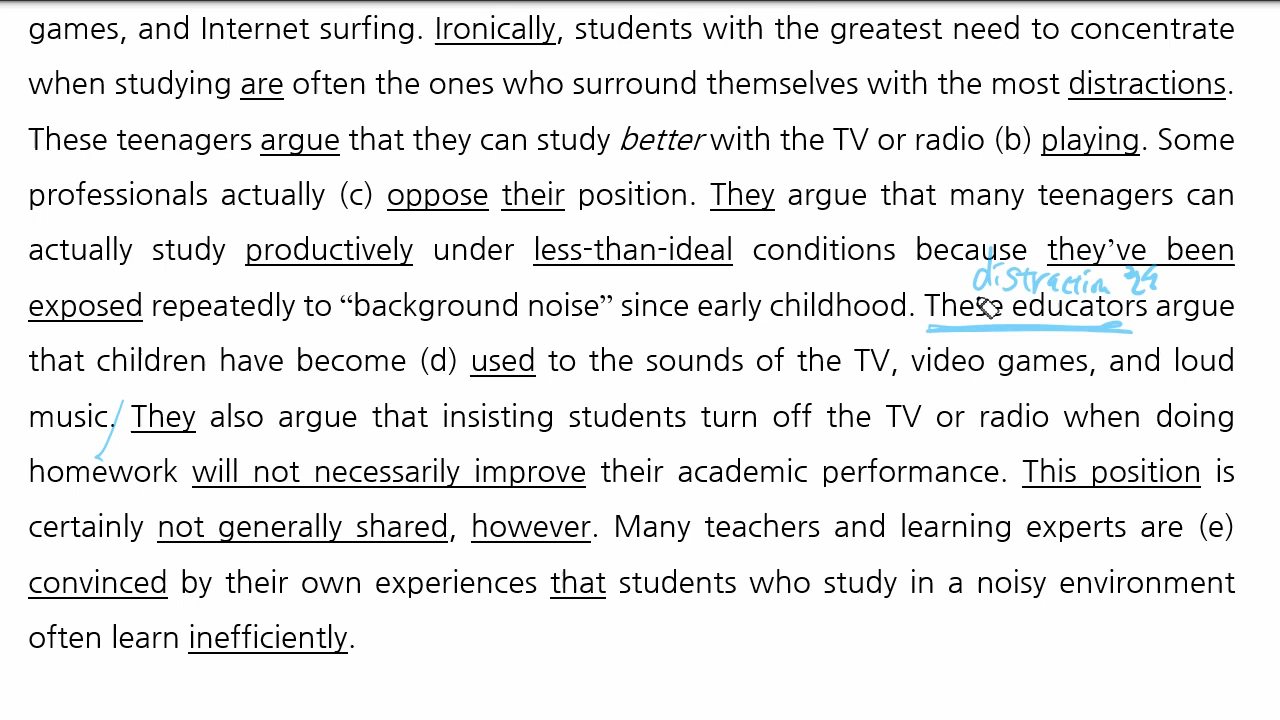 games, and Internet surfing. Ironically, students with the greatest need to concentrate
when studying are often the ones who surround themselves with the most distractions.
These teenagers argue that they can study better with the TV or radio (b) playing. Some
professionals actually (c) oppose their position. They argue that many teenagers can
actually study productively under less-than-ideal conditions because they’ve been
distraction
exposed repeatedly to “background noise” since early childhood. These educators argue
that children have become (d) used to the sounds of the TV, video games, and loud
music. They also argue that insisting students turn off the TV or radio when doing
homework will not necessarily improve their academic performance. This position is
certainly not generally shared, however. Many teachers and learning experts are (e)
convinced by their own experiences that students who study in a noisy environment
often learn inefficiently.